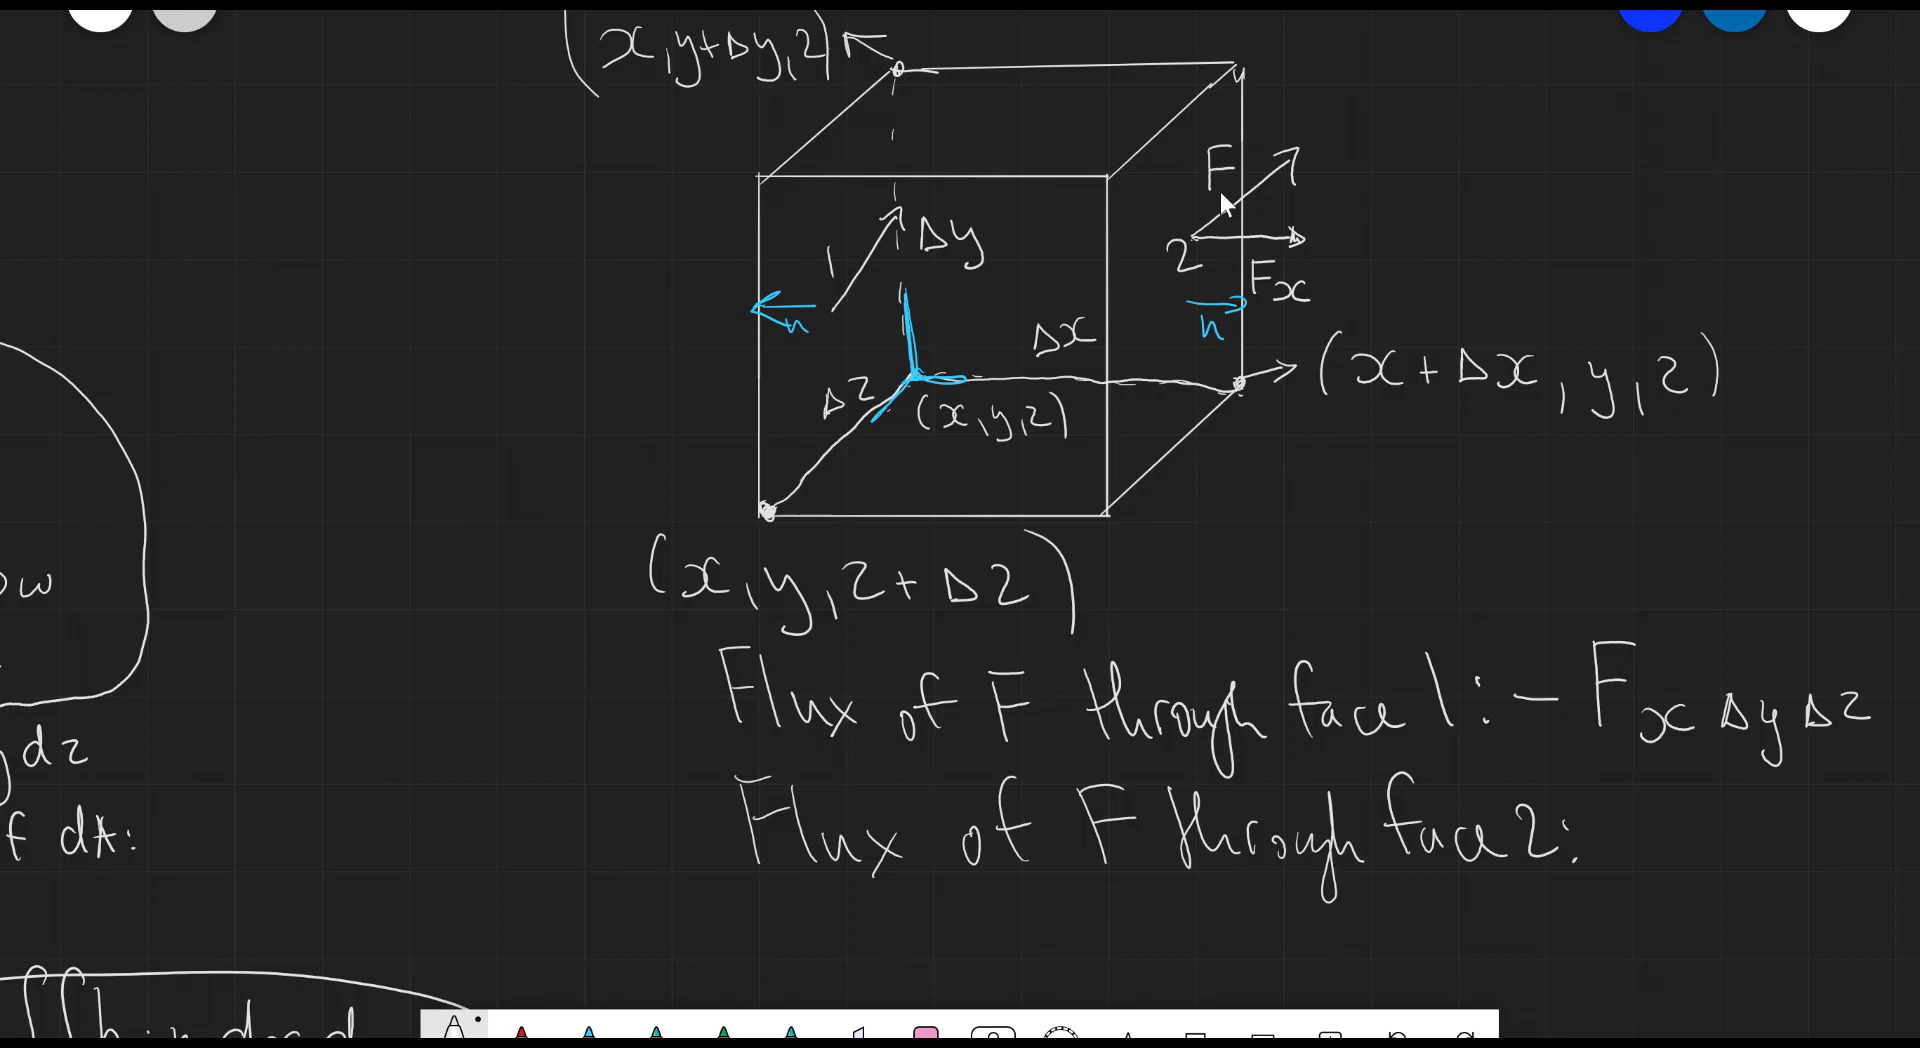 (x, y+Δy, z)
F
1
Δy
2
Fx
n
n
Δx
(x+Δx, y, z)
Δz
(x, y, z)
(x, y, z+Δz)
ow
Flux of F through face 1: - Fx Δy Δz
dz
Flux of F through face 2:
f dA: